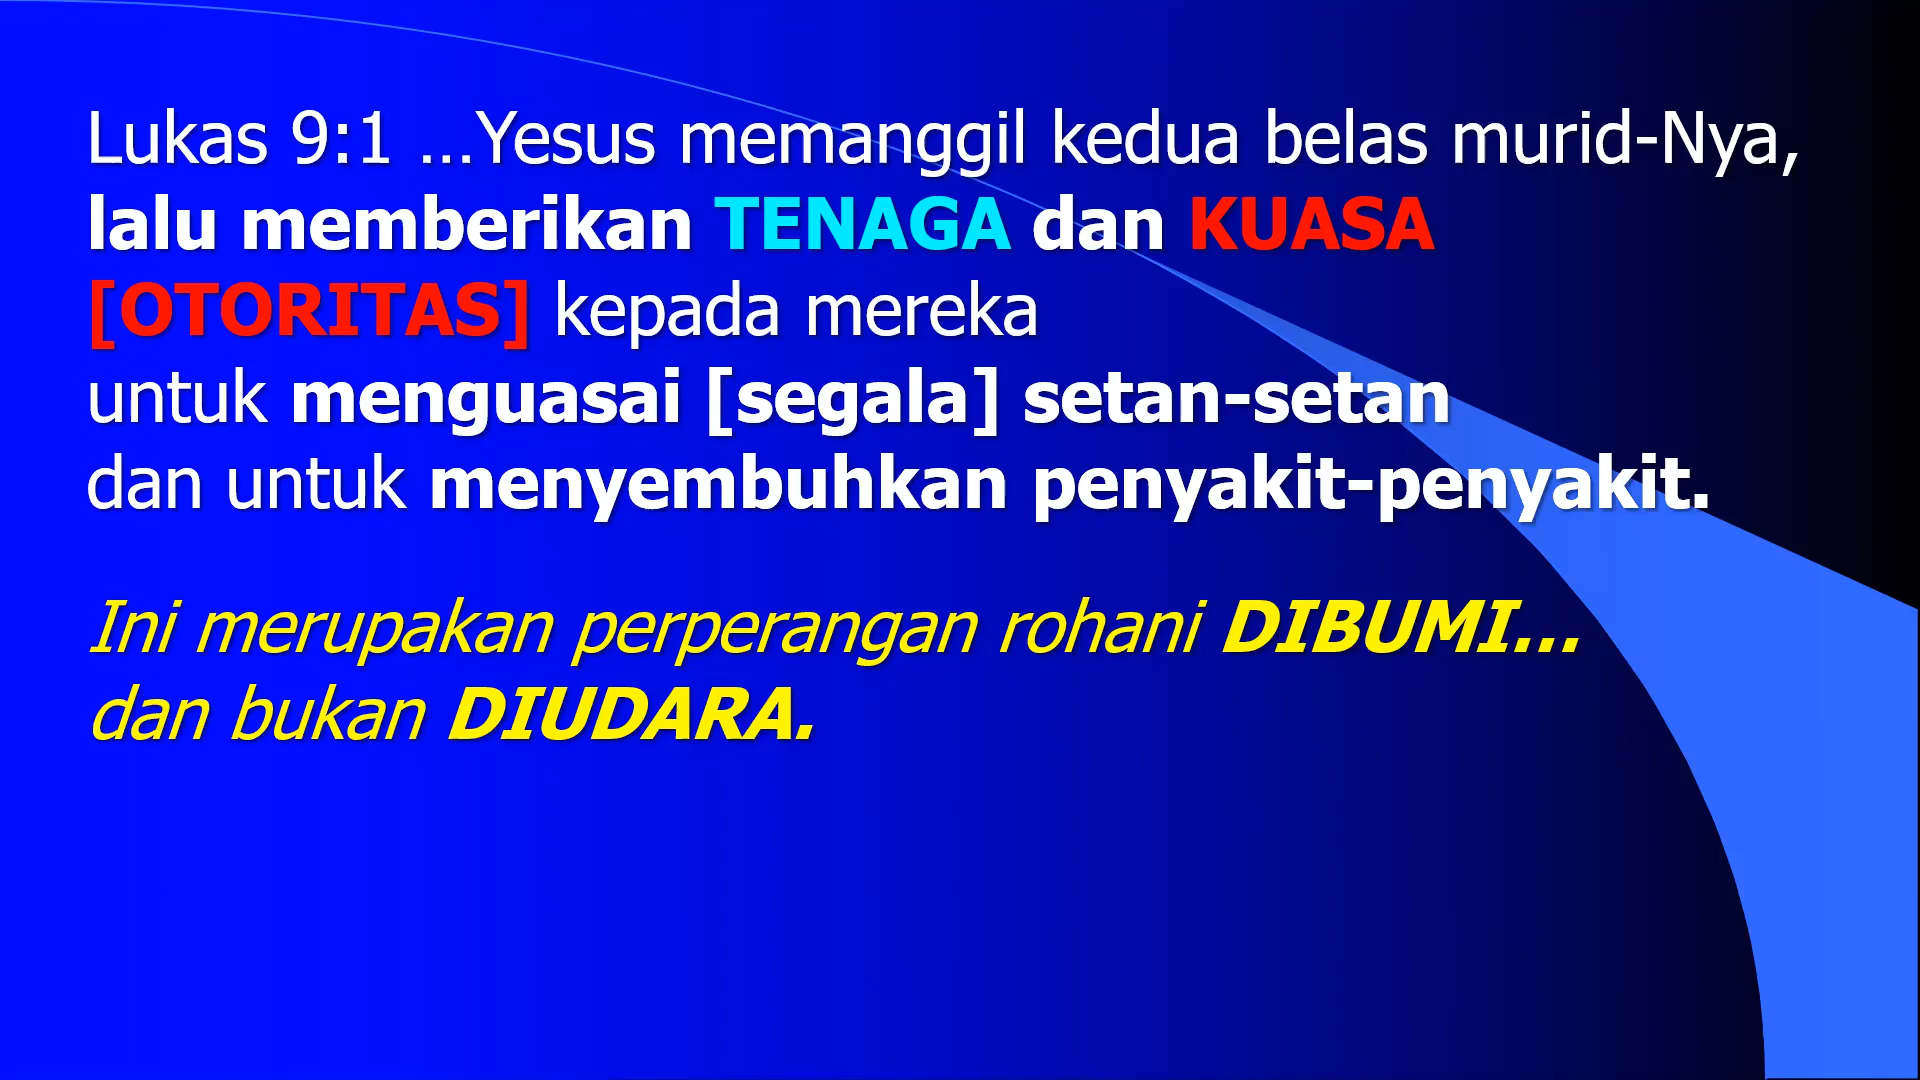 Lukas 9:1 …Yesus memanggil kedua belas murid-Nya,
lalu memberikan TENAGA dan KUASA
[OTORITAS] kepada mereka
untuk menguasai [segala] setan-setan
dan untuk menyembuhkan penyakit-penyakit.
Ini merupakan perperangan rohani DIBUMI…
dan bukan DIUDARA.